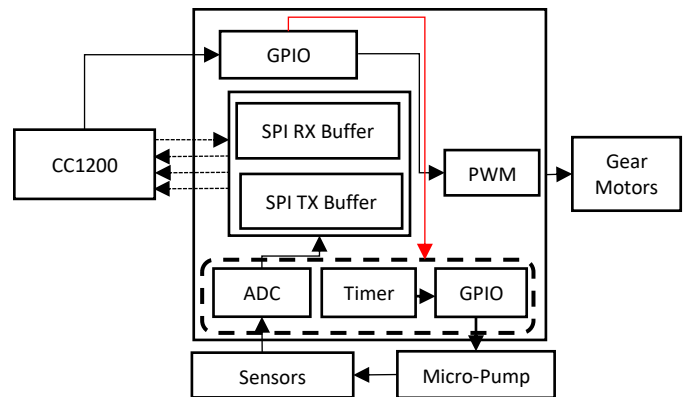 GPIO
SPI RX Buffer
CC1200
SPI TX Buffer
PWM
Gear
Motors
ADC
Timer
GPIO
Sensors
Micro-Pump